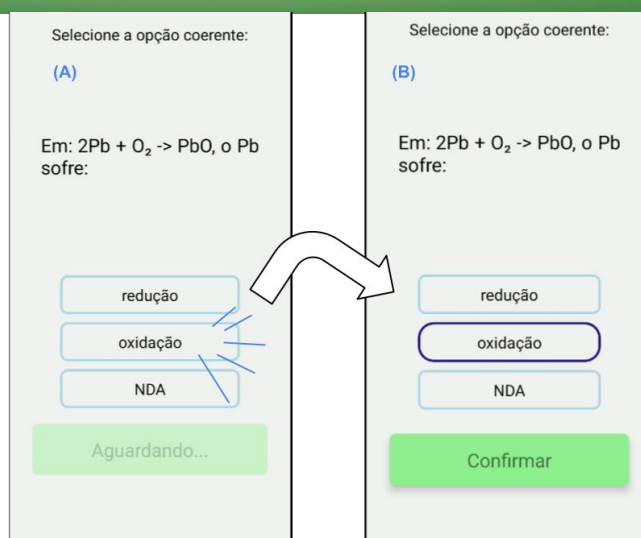 Selecione a opção coerente:
(A)
Em: 2Pb + O₂ -> PbO, o Pb
sofre:
redução
oxidação
NDA
Aguardando...
Selecione a opção coerente:
(B)
Em: 2Pb + O₂ -> PbO, o Pb
sofre:
redução
oxidação
NDA
Confirmar